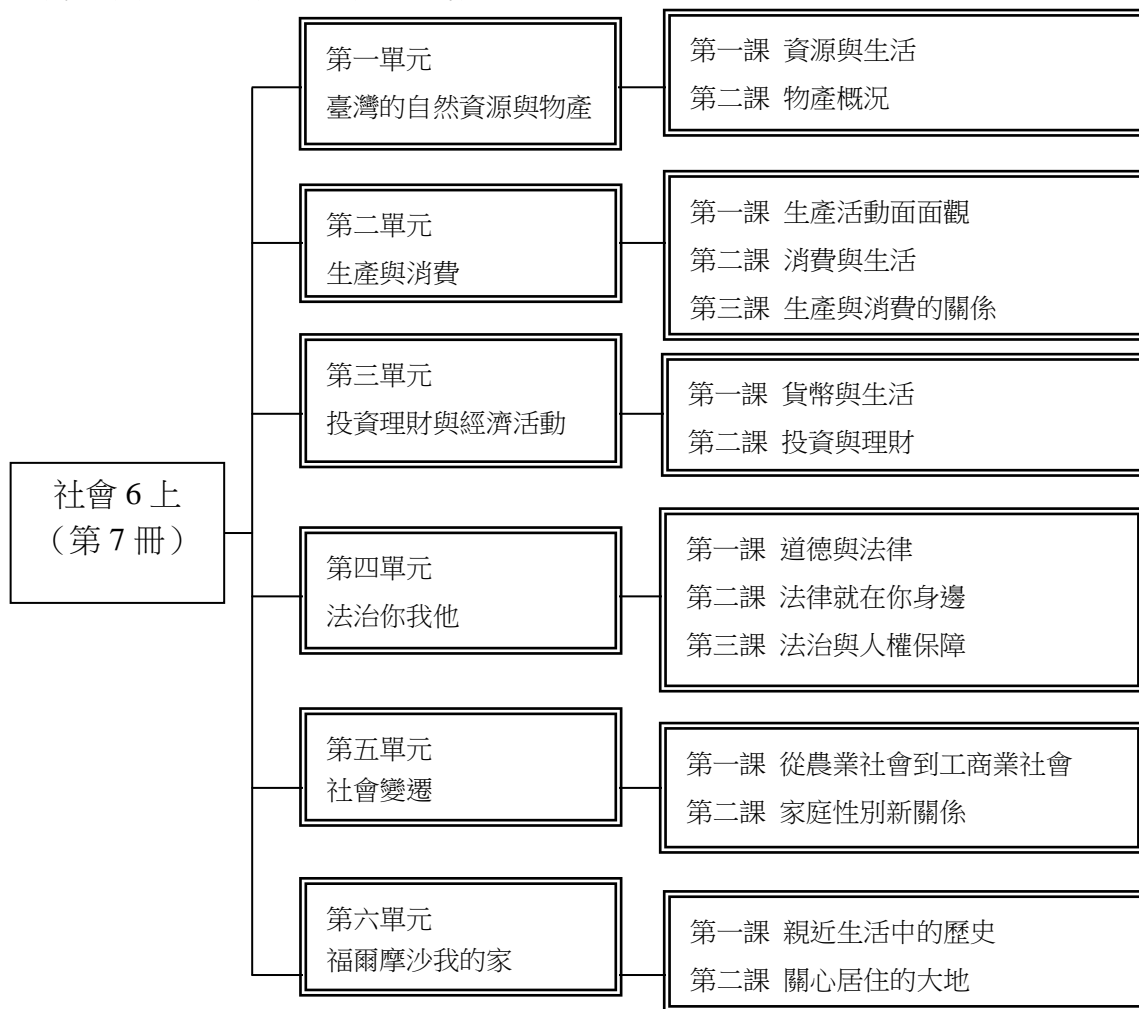 社會 6 上
（第 7 冊）
第一單元
臺灣的自然資源與物產
第一課 資源與生活
第二課 物產概況
第二單元
生產與消費
第一課 生產活動面面觀
第二課 消費與生活
第三課 生產與消費的關係
第三單元
投資理財與經濟活動
第一課 貨幣與生活
第二課 投資與理財
第四單元
法治你我他
第一課 道德與法律
第二課 法律就在你身邊
第三課 法治與人權保障
第五單元
社會變遷
第一課 從農業社會到工商業社會
第二課 家庭性別新關係
第六單元
福爾摩沙我的家
第一課 親近生活中的歷史
第二課 關心居住的大地